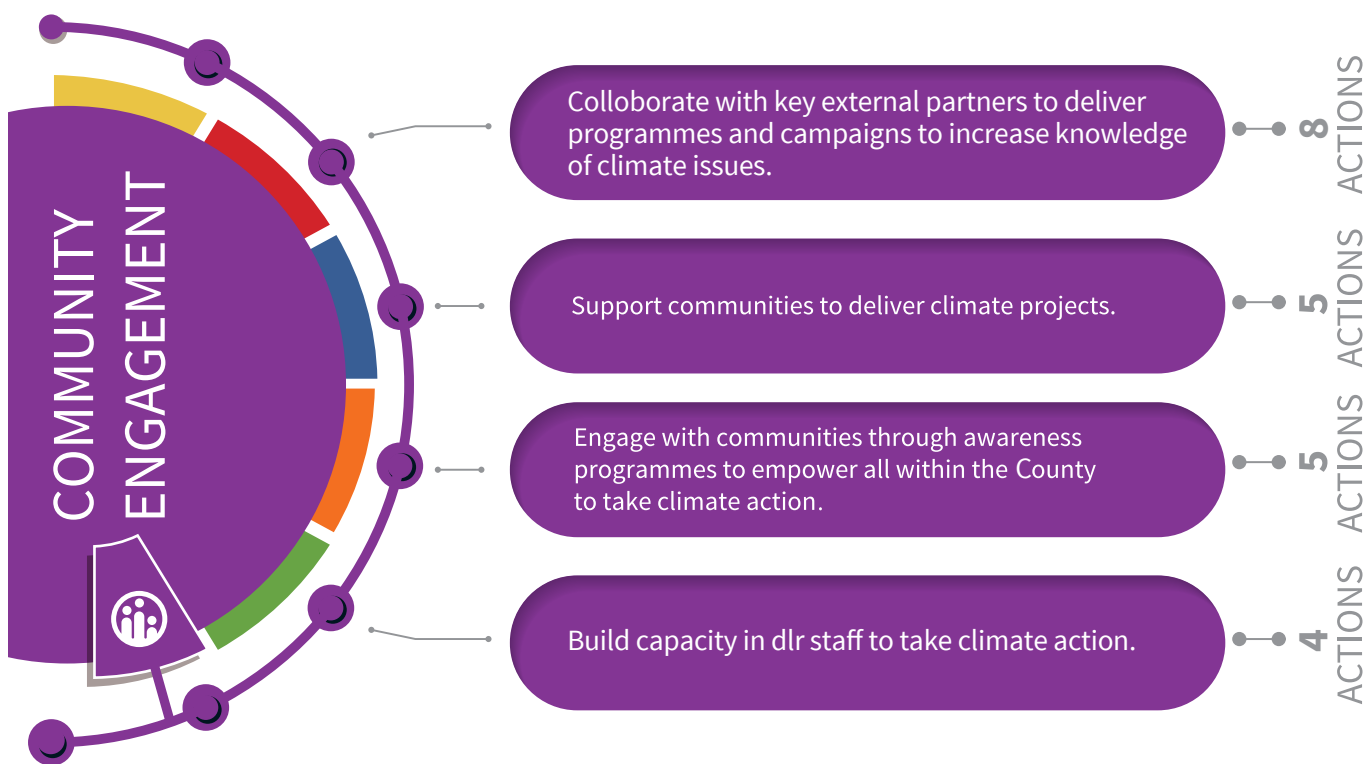 COMMUNITY
ENGAGEMENT
Colloborate with key external partners to deliver
programmes and campaigns to increase knowledge
of climate issues.
8
ACTIONS
Support communities to deliver climate projects.
5
ACTIONS
Engage with communities through awareness
programmes to empower all within the County
to take climate action.
5
ACTIONS
Build capacity in dlr staff to take climate action.
4
ACTIONS